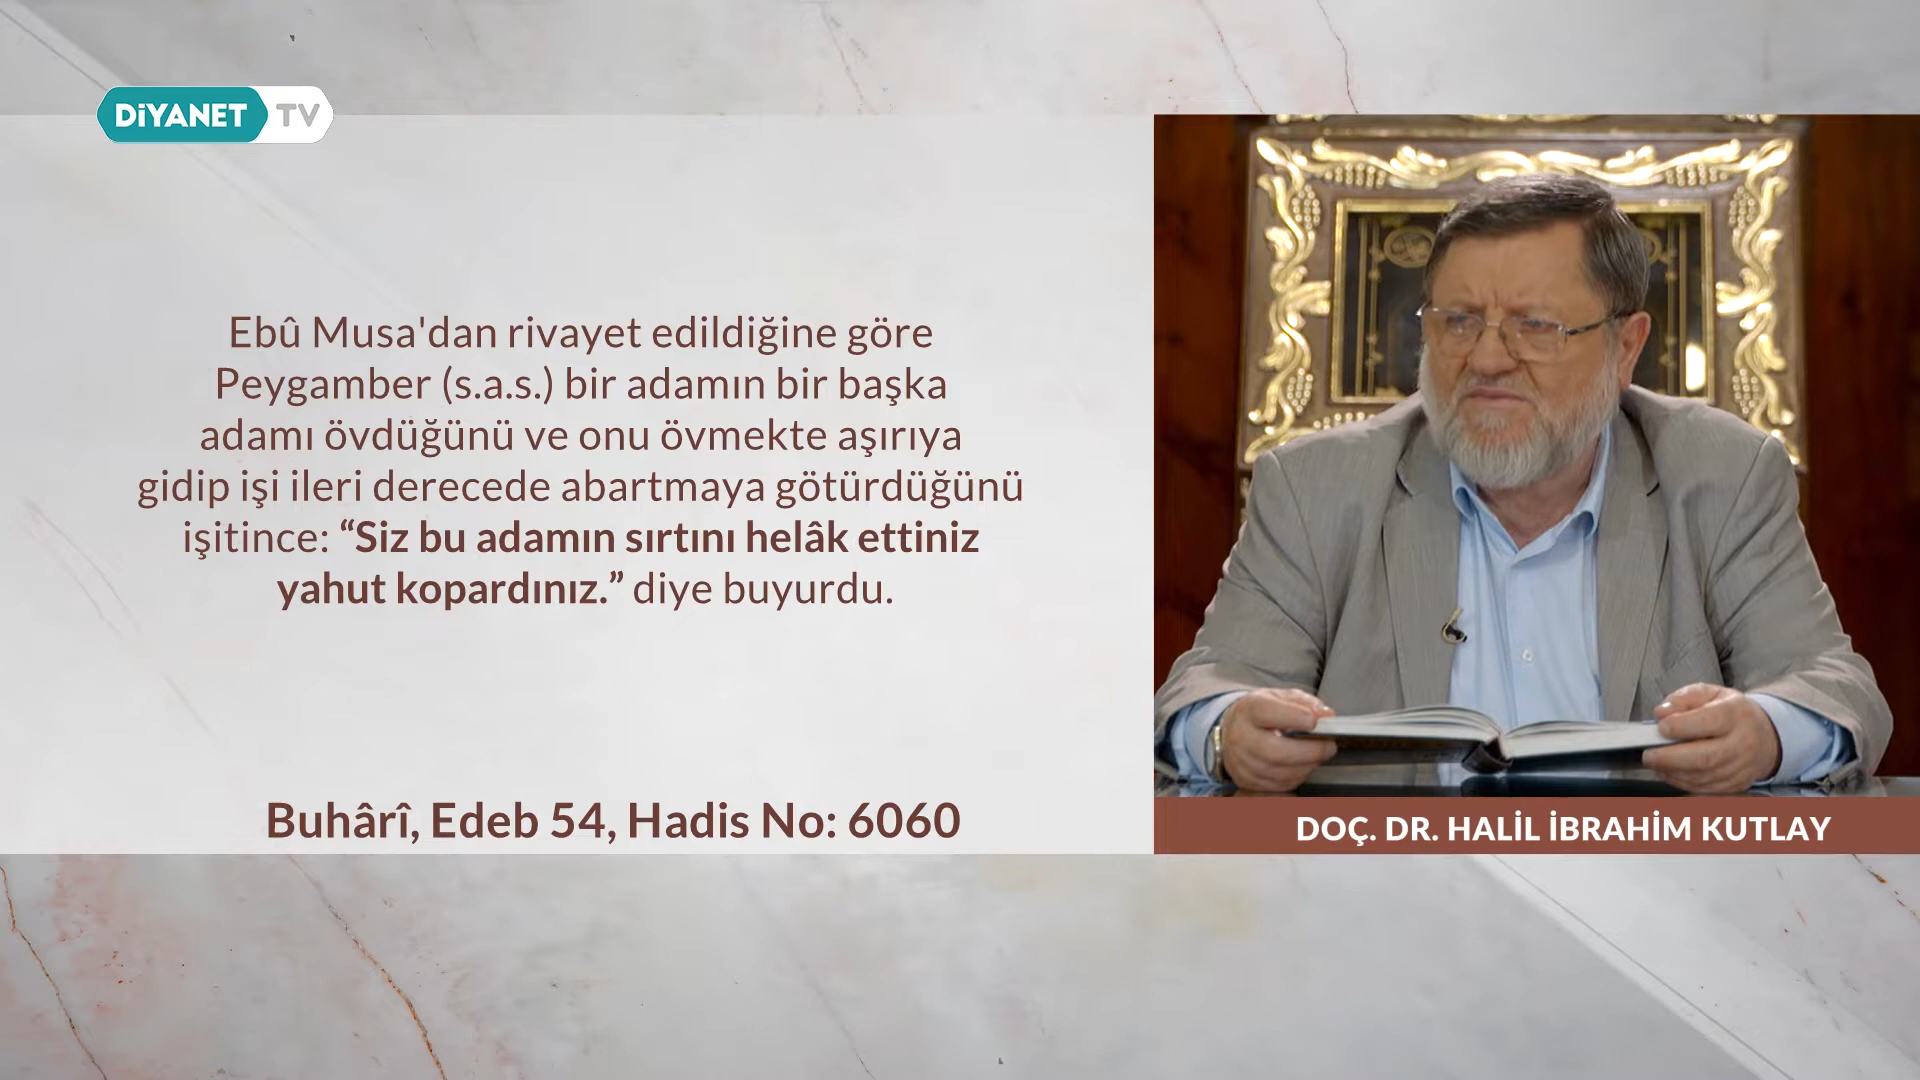 DiYANET TV
Ebû Musa'dan rivayet edildiğine göre
Peygamber (s.a.s.) bir adamın bir başka
adamı övdüğünü ve onu övmekte aşırıya
gidip işi ileri derecede abartmaya götürdüğünü
işitince: “Siz bu adamın sırtını helâk ettiniz
yahut kopardınız.” diye buyurdu.
Buhârî, Edeb 54, Hadis No: 6060
DOÇ. DR. HALİL İBRAHİM KUTLAY